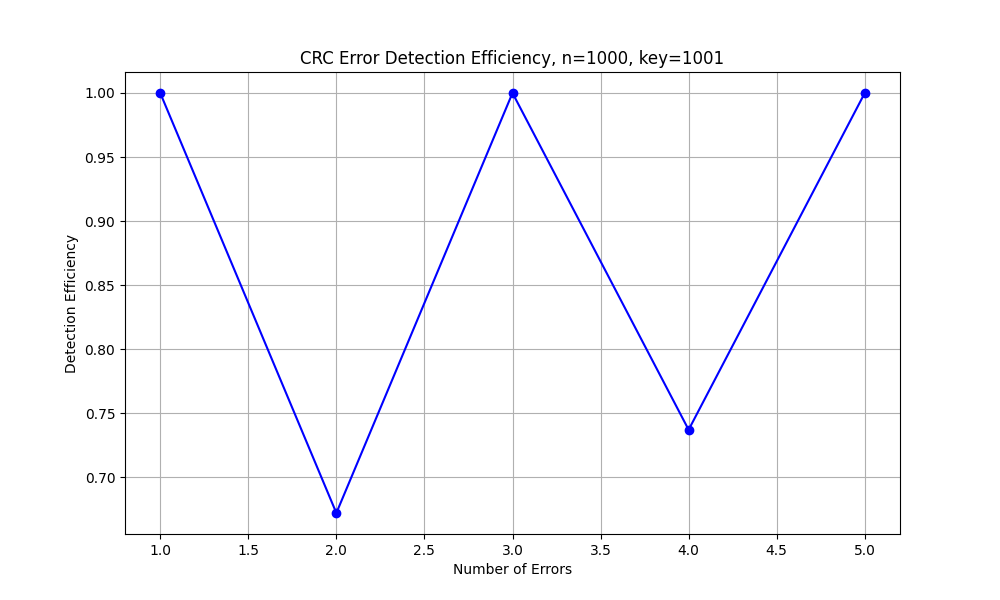 CRC Error Detection Efficiency, n=1000, key=1001
1.00
0.95
0.90
0.85
0.80
0.75
0.70
Detection Efficiency
1.0 1.5 2.0 2.5 3.0 3.5 4.0 4.5 5.0
Number of Errors